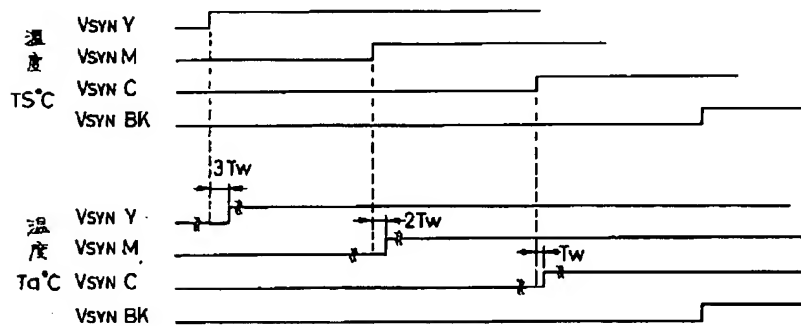 VSYN Y
温
度
TS°C
VSYN M
VSYN C
VSYN BK
3Tw
温
度
Ta°C
VSYN Y
2Tw
VSYN M
Tw
VSYN C
VSYN BK